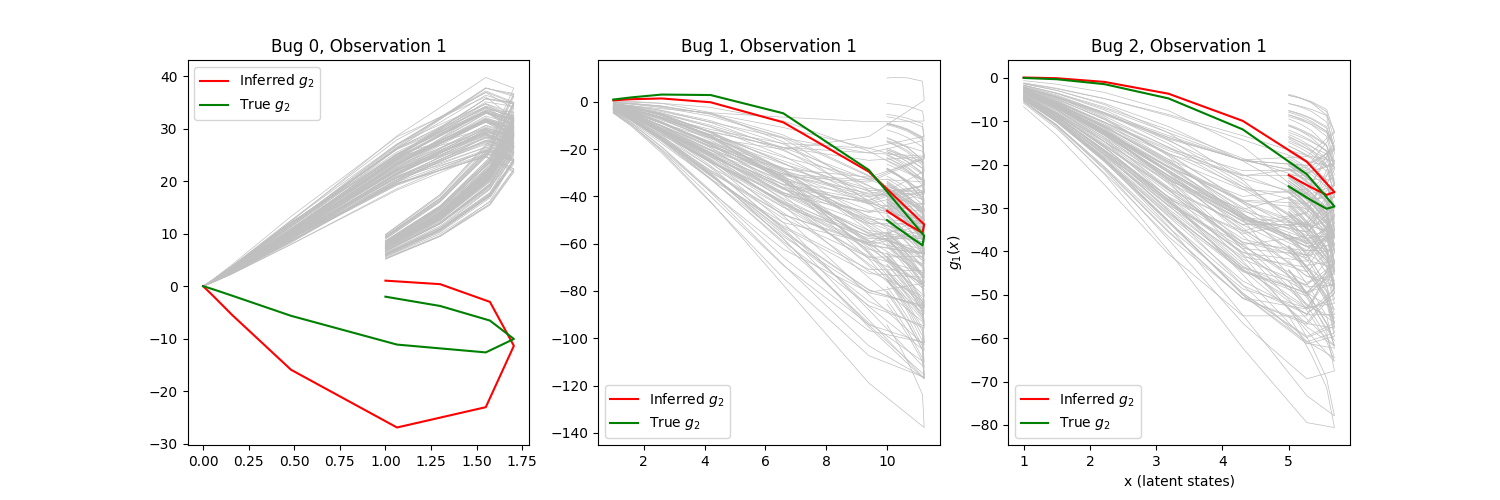 Bug 0, Observation 1
Inferred g₂
True g₂
40
30
20
10
0
−10
−20
−30
0.00 0.25 0.50 0.75 1.00 1.25 1.50 1.75
Bug 1, Observation 1
0
−20
−40
−60
−80
−100
−120
−140
Inferred g₂
True g₂
2 4 6 8 10
Bug 2, Observation 1
g₁(x)
0
−10
−20
−30
−40
−50
−60
−70
−80
Inferred g₂
True g₂
1 2 3 4 5
x (latent states)